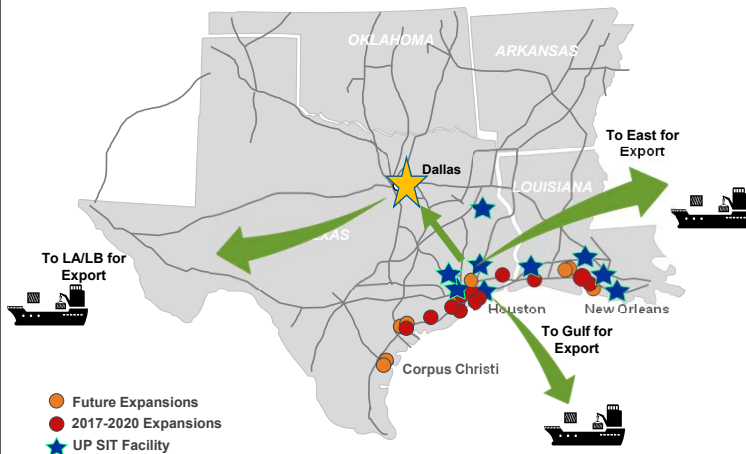 OKLAHOMA
ARKANSAS
To East for
Export
Dallas
LOUISIANA
TEXAS
To LA/LB for
Export
Houston
New Orleans
To Gulf for
Export
Corpus Christi
Future Expansions
2017-2020 Expansions
UP SIT Facility